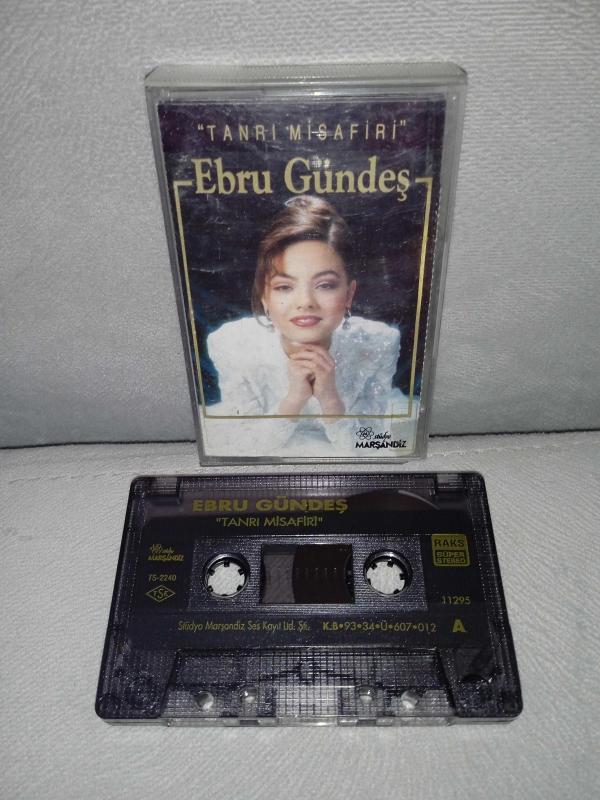 "TANRI MİSAFİRİ"
Ebru Gündeş
stüdyo
MARŞANDİZ
EBRU GÜNDEŞ
"TANRI MİSAFİRİ"
MARŞANDİZ
TS-2240
TSE
RAKS
SÜPER
STEREO
11295
Stüdyo Marşandiz Ses Kayıt Ltd. Şti. K.B•93•34•Ü•607•012 A